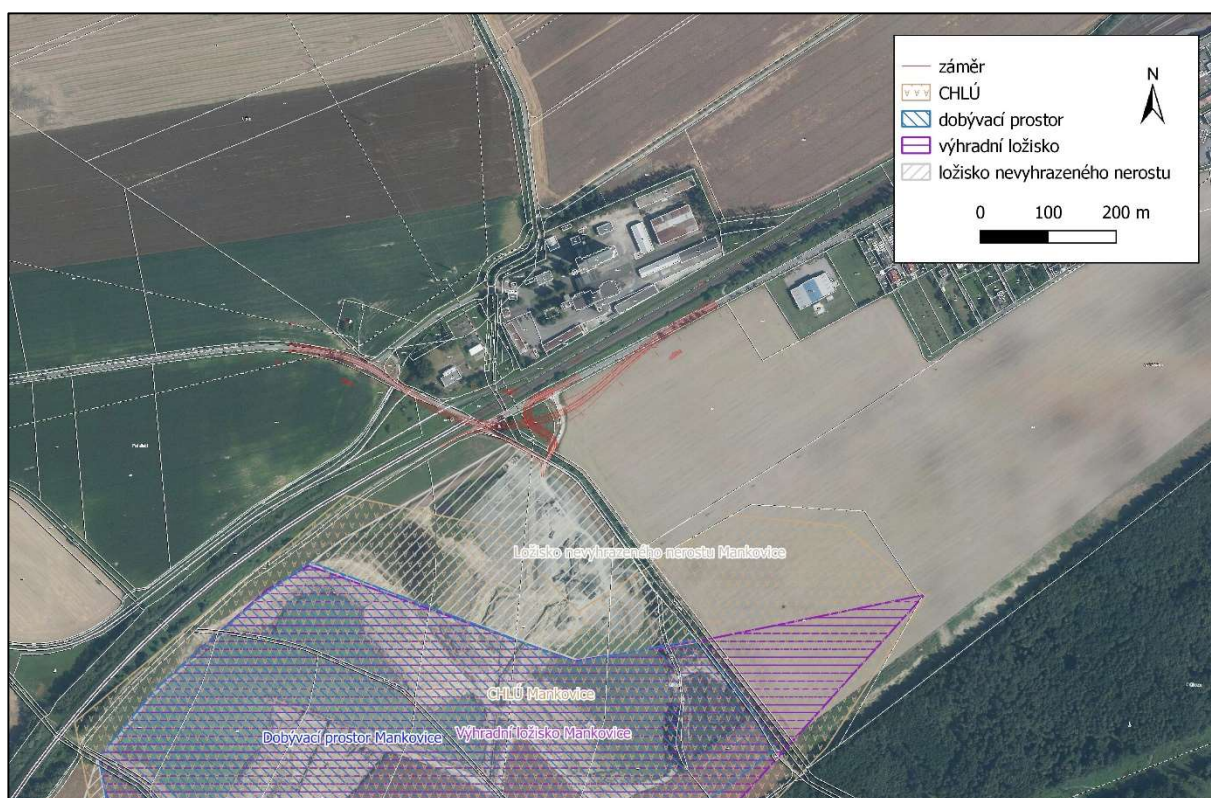 záměr
N
CHLÚ
dobývací prostor
výhradní ložisko
ložisko nevyhrazeného nerostu
0 100 200 m
Ložisko nevyhrazeného nerostu Mankovice
CHLÚ Mankovice
Výhradní ložisko Mankovice
Dobývací prostor Mankovice